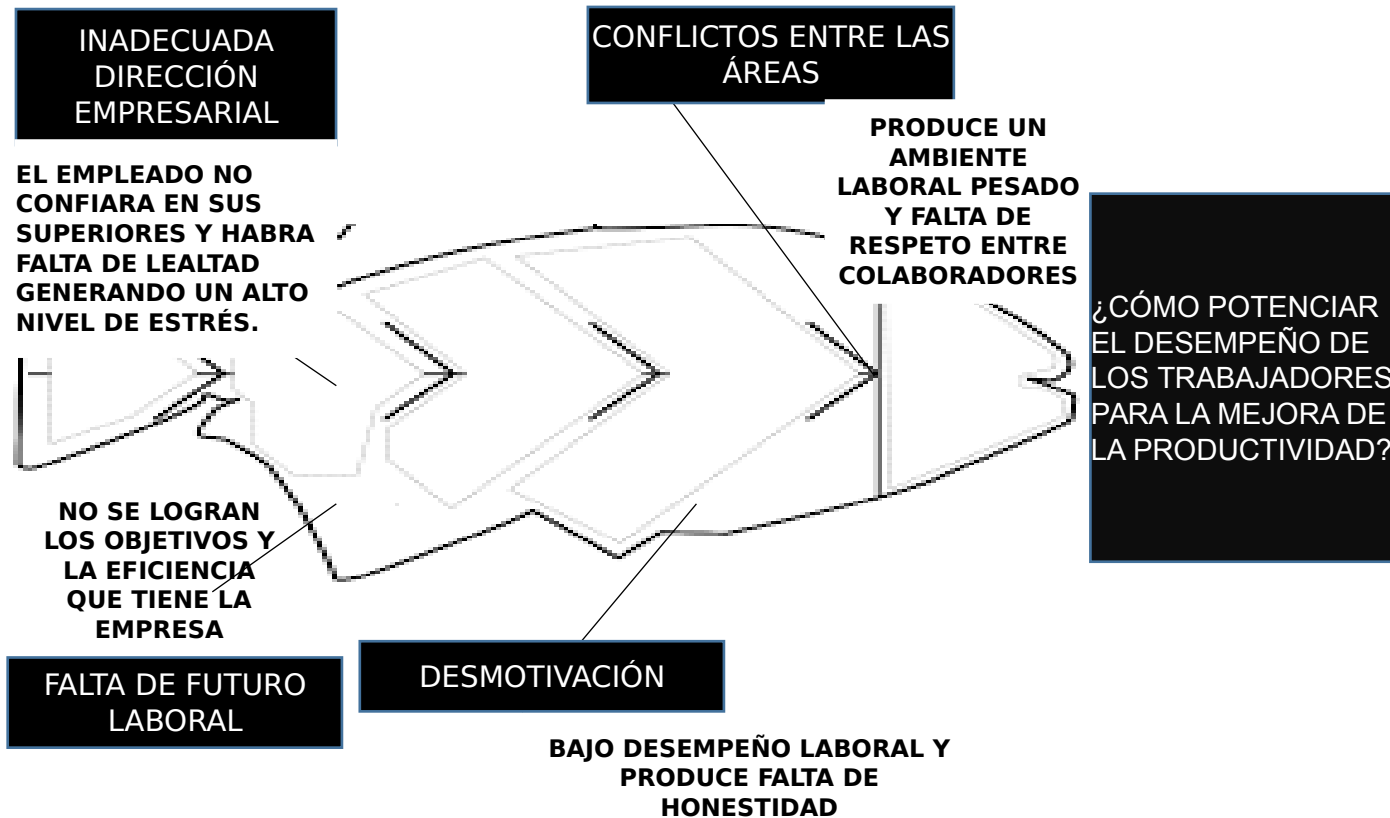 INADECUADA
DIRECCIÓN
EMPRESARIAL
EL EMPLEADO NO
CONFIARA EN SUS
SUPERIORES Y HABRA
FALTA DE LEALTAD
GENERANDO UN ALTO
NIVEL DE ESTRÉS.
CONFLICTOS ENTRE LAS
ÁREAS
PRODUCE UN
AMBIENTE
LABORAL PESADO
Y FALTA DE
RESPETO ENTRE
COLABORADORES
¿CÓMO POTENCIAR
EL DESEMPEÑO DE
LOS TRABAJADORES
PARA LA MEJORA DE
LA PRODUCTIVIDAD?
NO SE LOGRAN
LOS OBJETIVOS Y
LA EFICIENCIA
QUE TIENE LA
EMPRESA
FALTA DE FUTURO
LABORAL
DESMOTIVACIÓN
BAJO DESEMPEÑO LABORAL Y
PRODUCE FALTA DE
HONESTIDAD